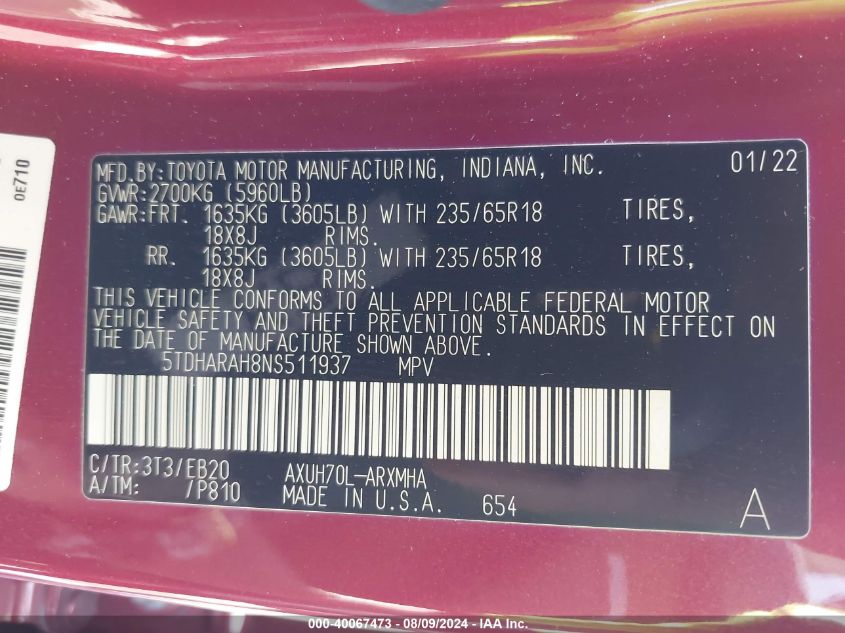 0E710
MFD.BY:TOYOTA MOTOR MANUFACTURING, INDIANA, INC. 01/22
GVWR:2700KG (5960LB)
GAWR:FRT. 1635KG (3605LB) WITH 235/65R18 TIRES,
18X8J RIMS.
RR. 1635KG (3605LB) WITH 235/65R18 TIRES,
18X8J RIMS.
THIS VEHICLE CONFORMS TO ALL APPLICABLE FEDERAL MOTOR
VEHICLE SAFETY AND THEFT PREVENTION STANDARDS IN EFFECT ON
THE DATE OF MANUFACTURE SHOWN ABOVE.
5TDHARAH8NS511937 MPV
C/TR:3T3/EB20 AXUH70L-ARXMHA
A/TM: /P810 MADE IN U.S.A. 654 A
000-40067473 - 08/09/2024 - IAA Inc.